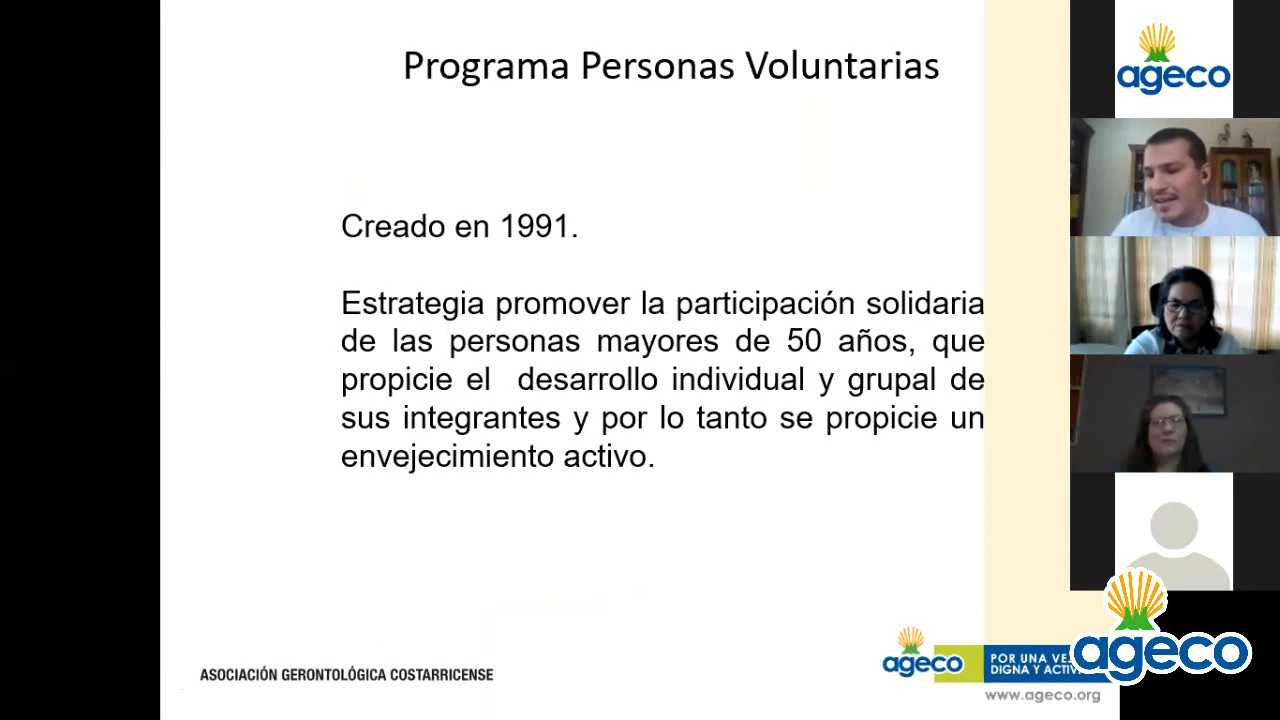 Programa Personas Voluntarias
Creado en 1991.
Estrategia promover la participación solidaria
de las personas mayores de 50 años, que
propicie el desarrollo individual y grupal de
sus integrantes y por lo tanto se propicie un
envejecimiento activo.
ASOCIACIÓN GERONTOLÓGICA COSTARRICENSE
ageco
POR UNA VE
DIGNA Y ACTIV
www.ageco.org
ageco
ageco